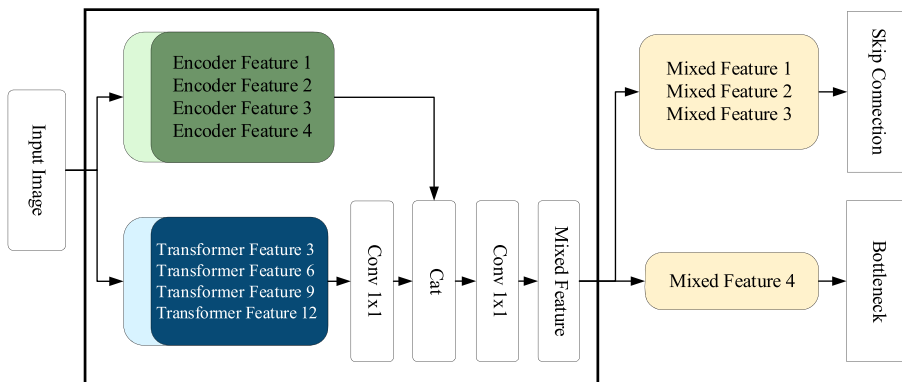 Input Image
Encoder Feature 1
Encoder Feature 2
Encoder Feature 3
Encoder Feature 4
Transformer Feature 3
Transformer Feature 6
Transformer Feature 9
Transformer Feature 12
Conv 1x1
Cat
Conv 1x1
Mixed Feature
Mixed Feature 1
Mixed Feature 2
Mixed Feature 3
Skip Connection
Mixed Feature 4
Bottleneck